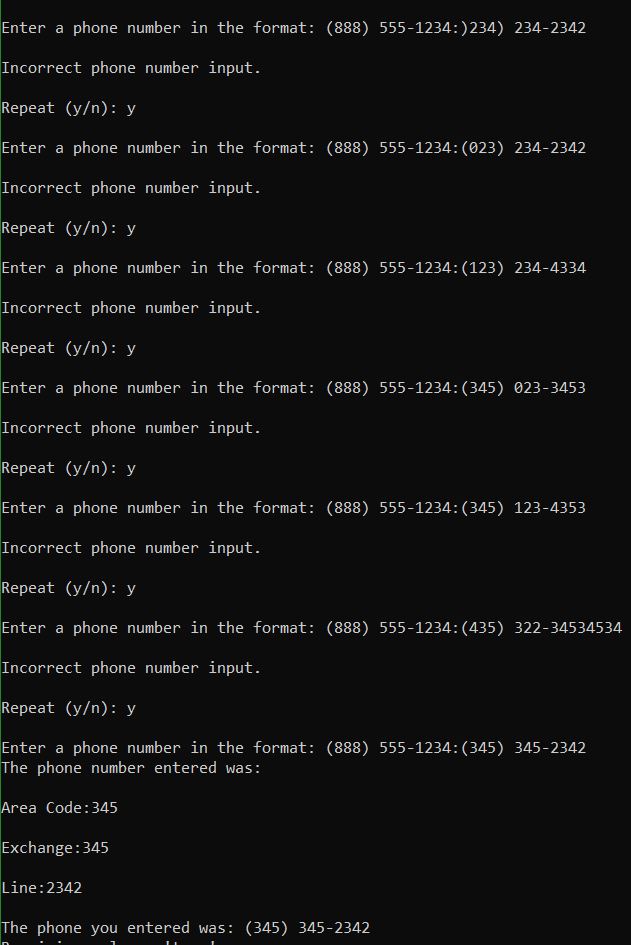 Enter a phone number in the format: (888) 555-1234:)234) 234-2342
Incorrect phone number input.
Repeat (y/n): y
Enter a phone number in the format: (888) 555-1234:(023) 234-2342
Incorrect phone number input.
Repeat (y/n): y
Enter a phone number in the format: (888) 555-1234:(123) 234-4334
Incorrect phone number input.
Repeat (y/n): y
Enter a phone number in the format: (888) 555-1234:(345) 023-3453
Incorrect phone number input.
Repeat (y/n): y
Enter a phone number in the format: (888) 555-1234:(345) 123-4353
Incorrect phone number input.
Repeat (y/n): y
Enter a phone number in the format: (888) 555-1234:(435) 322-34534534
Incorrect phone number input.
Repeat (y/n): y
Enter a phone number in the format: (888) 555-1234:(345) 345-2342
The phone number entered was:
Area Code:345
Exchange:345
Line:2342
The phone you entered was: (345) 345-2342